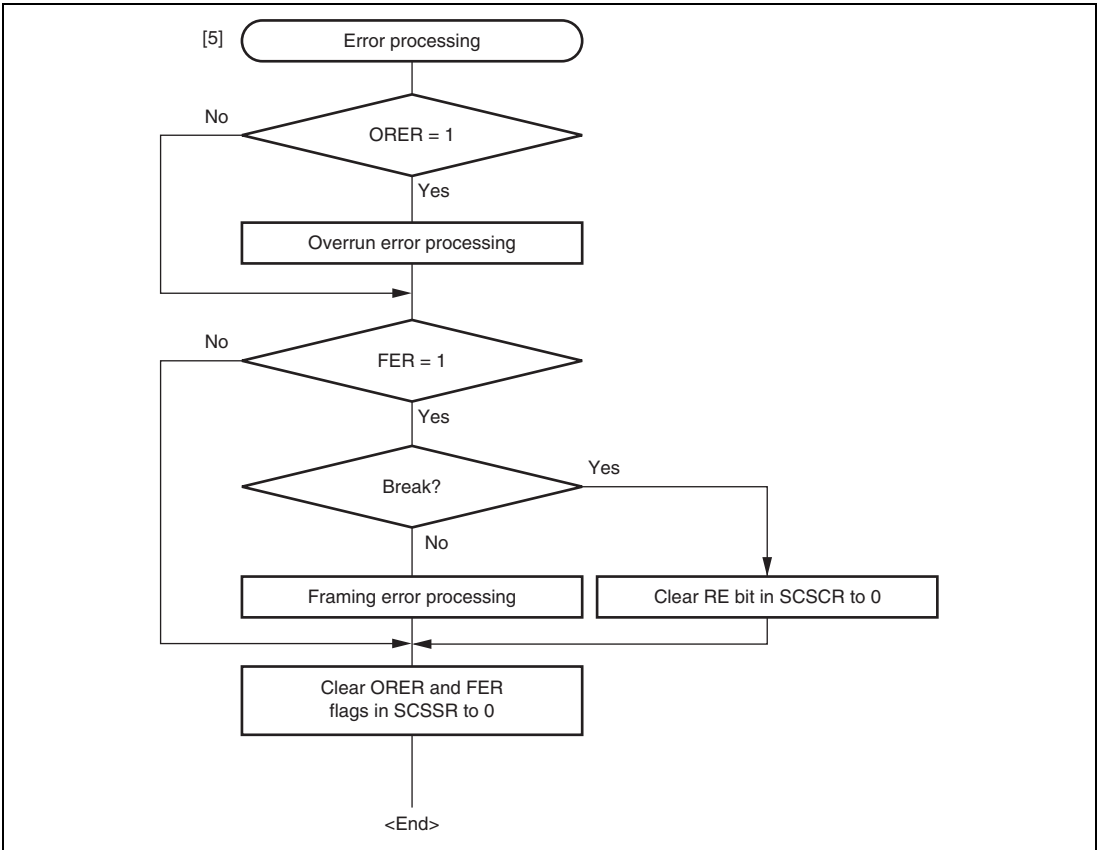 [5]
Error processing
No
ORER = 1
Yes
Overrun error processing
No
FER = 1
Yes
Break?
Yes
No
Framing error processing
Clear RE bit in SCSCR to 0
Clear ORER and FER
flags in SCSSR to 0
<End>